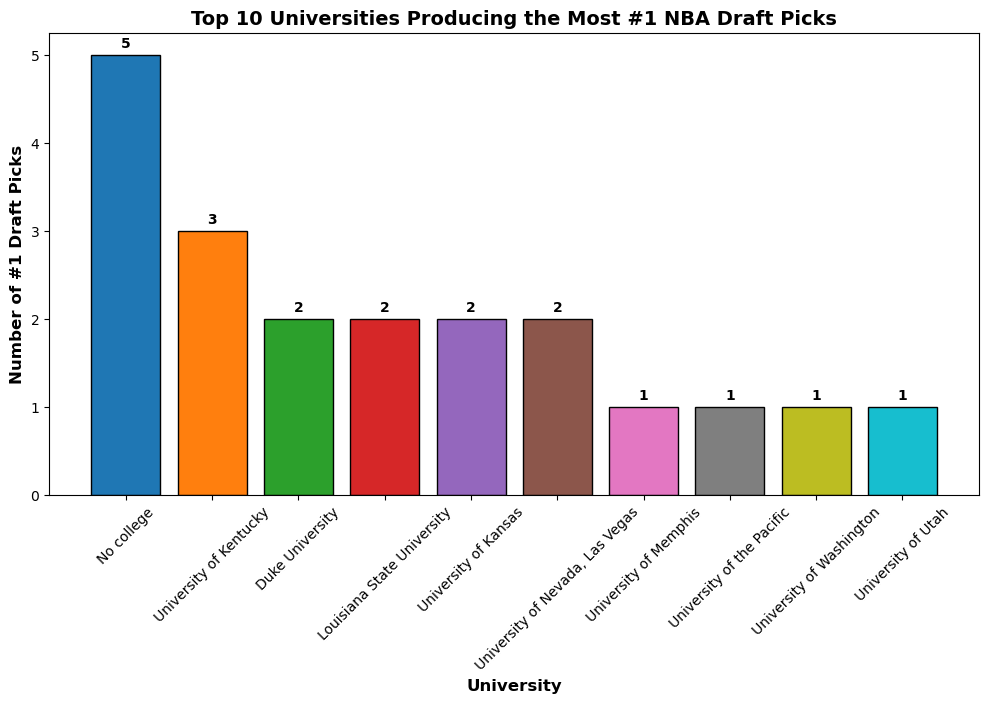 Top 10 Universities Producing the Most #1 NBA Draft Picks
Number of #1 Draft Picks
5
4
3
2
1
0
5
3
2
2
2
2
1
1
1
1
No college
University of Kentucky
Duke University
Louisiana State University
University of Kansas
University of Nevada, Las Vegas
University of Memphis
University of the Pacific
University of Washington
University of Utah
University